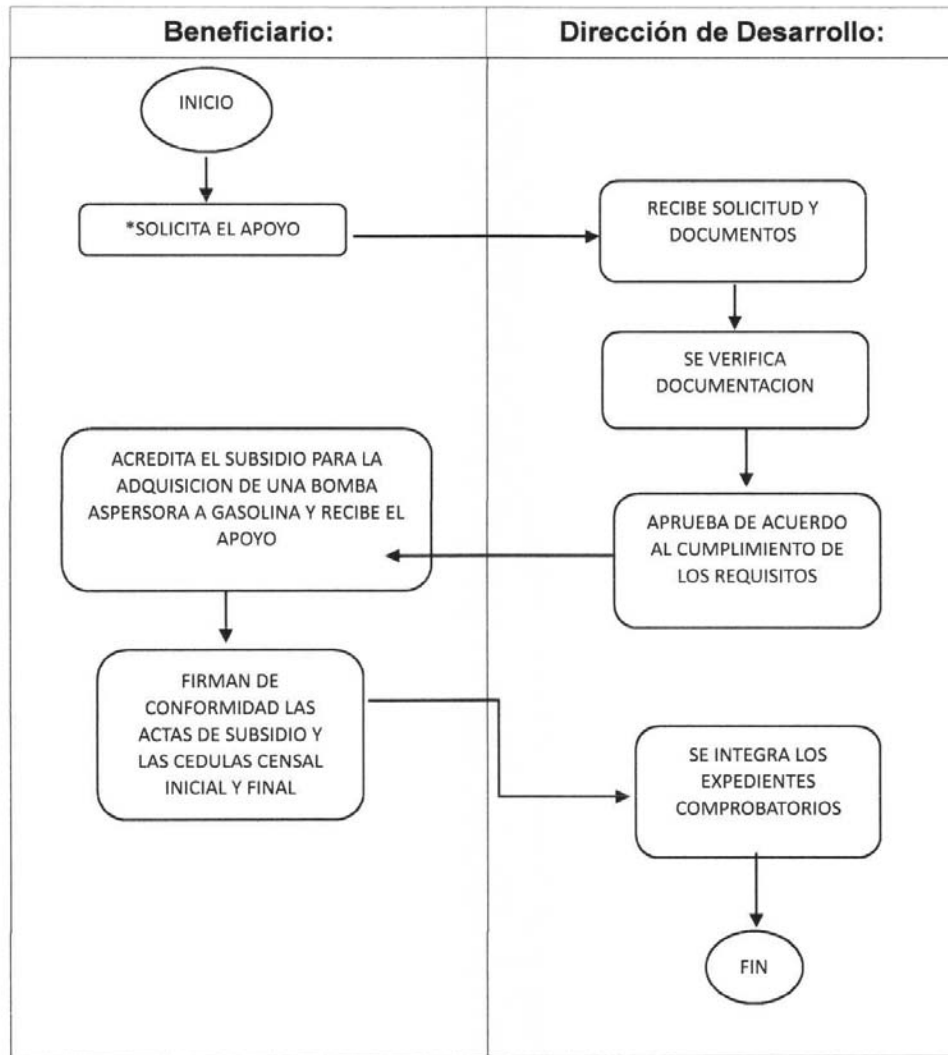 Beneficiario:
Dirección de Desarrollo:
INICIO
*SOLICITA EL APOYO
RECIBE SOLICITUD Y
DOCUMENTOS
SE VERIFICA
DOCUMENTACION
APRUEBA DE ACUERDO
AL CUMPLIMIENTO DE
LOS REQUISITOS
ACREDITA EL SUBSIDIO PARA LA
ADQUISICION DE UNA BOMBA
ASPERSORA A GASOLINA Y RECIBE EL
APOYO
FIRMAN DE
CONFORMIDAD LAS
ACTAS DE SUBSIDIO Y
LAS CEDULAS CENSAL
INICIAL Y FINAL
SE INTEGRA LOS
EXPEDIENTES
COMPROBATORIOS
FIN